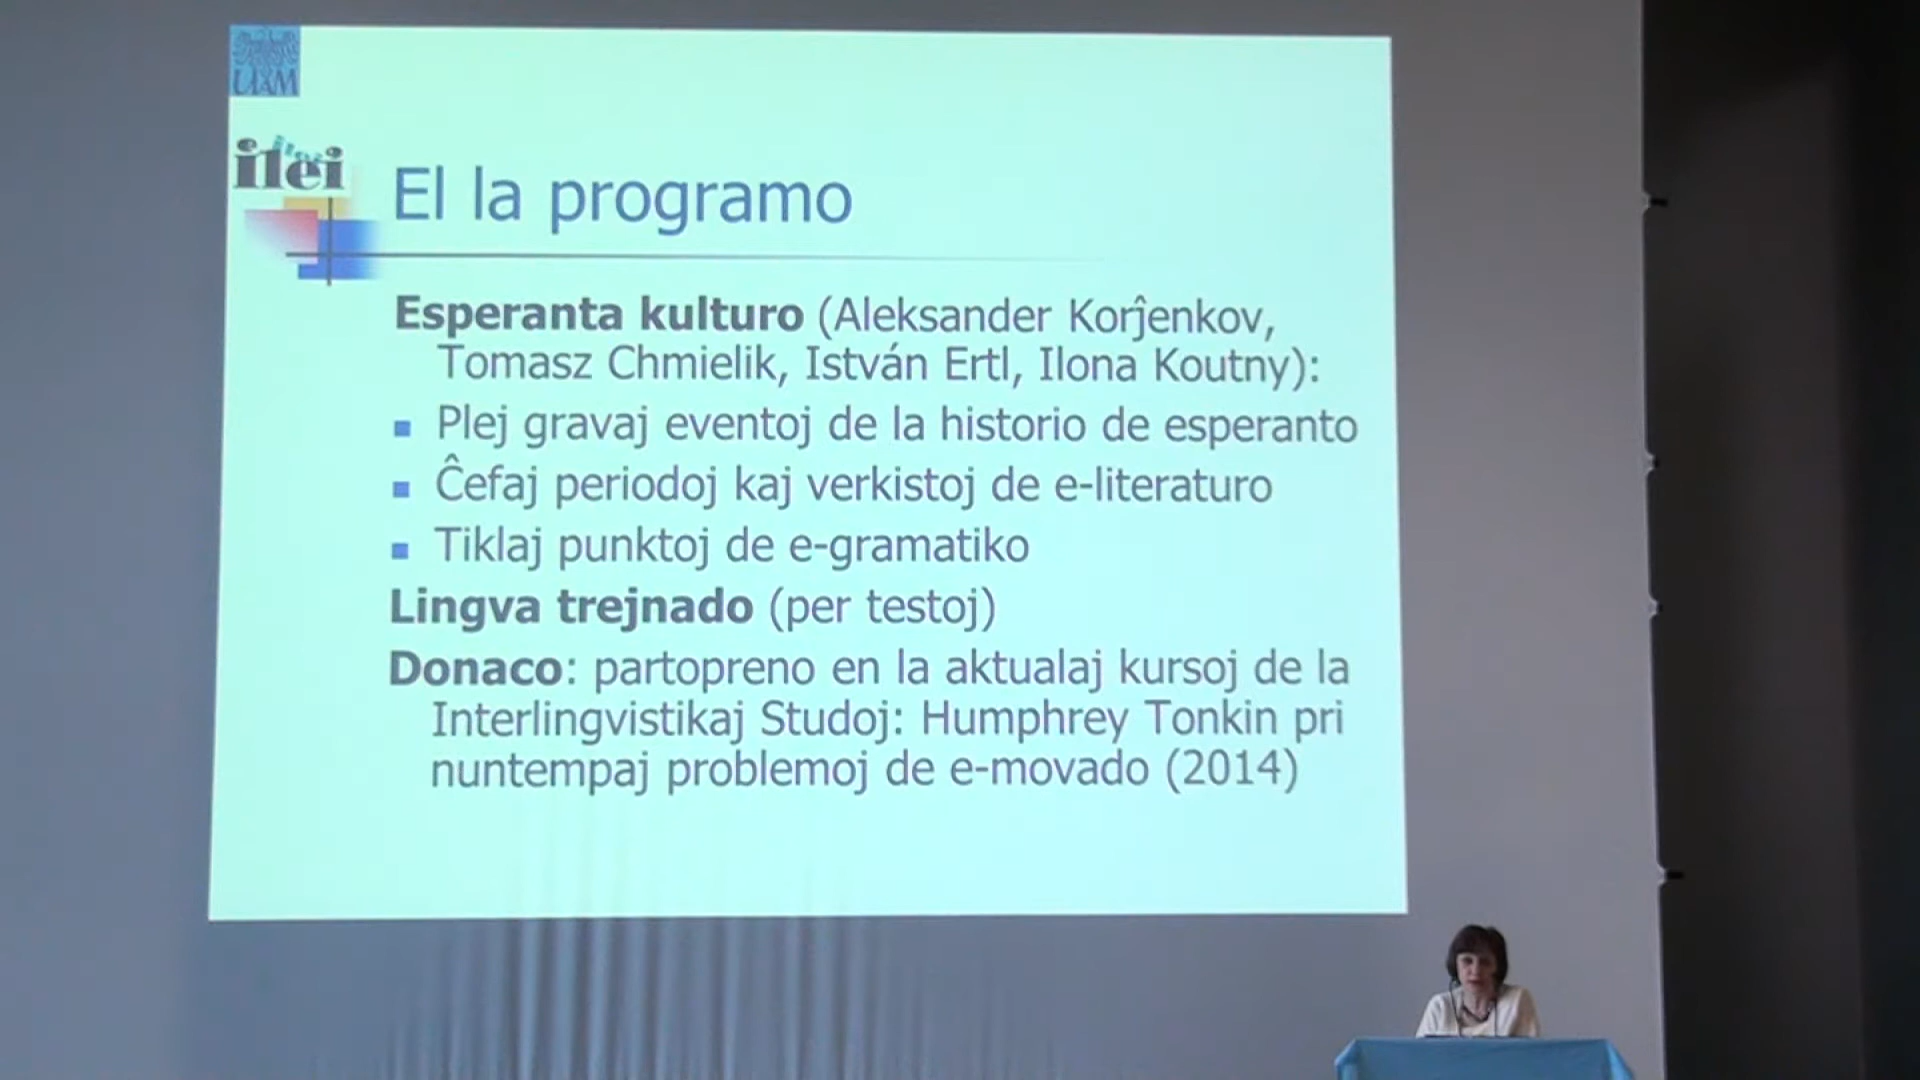 UAM
ilei
El la programo
Esperanta kulturo (Aleksander Korĵenkov,
Tomasz Chmielik, István Ertl, Ilona Koutny):
Plej gravaj eventoj de la historio de esperanto
Ĉefaj periodoj kaj verkistoj de e-literaturo
Tiklaj punktoj de e-gramatiko
Lingva trejnado (per testoj)
Donaco: partopreno en la aktualaj kursoj de la
Interlingvistikaj Studoj: Humphrey Tonkin pri
nuntempaj problemoj de e-movado (2014)